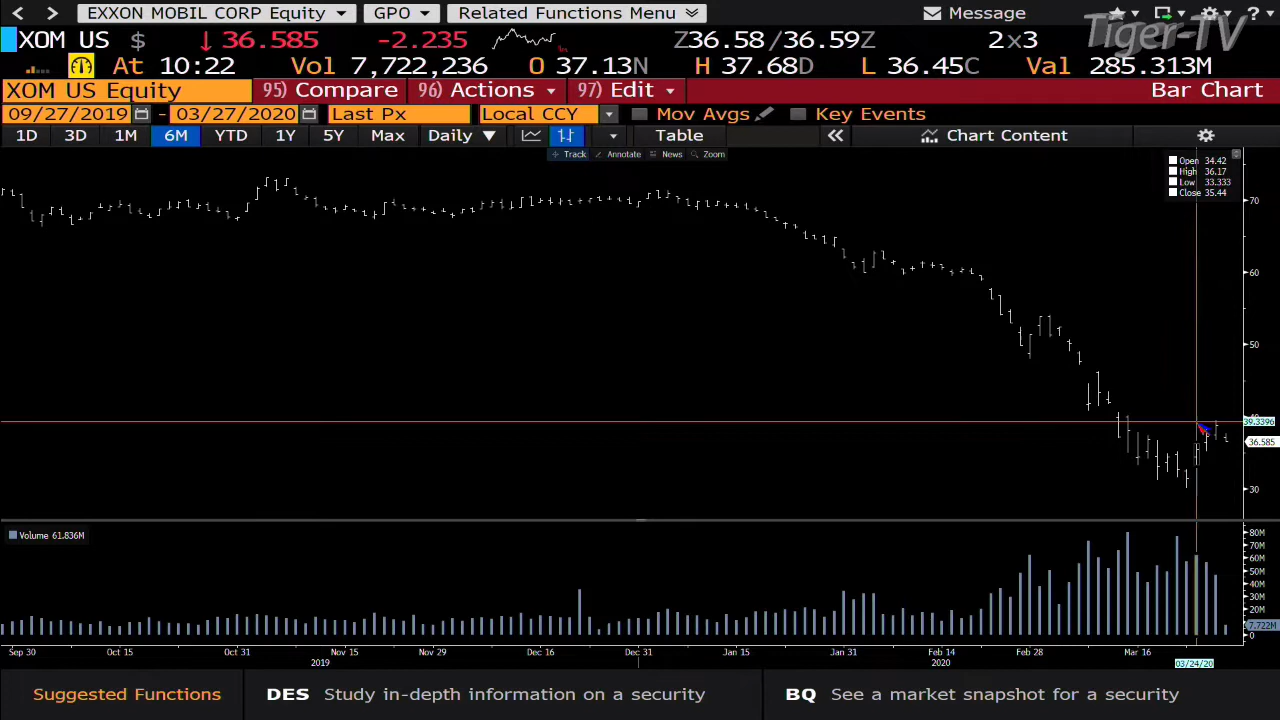 EXXON MOBIL CORP Equity GPO Related Functions Menu Message ?
XOM US $ ↓ 36.585 -2.235 Z36.58/36.59Z 2x3 Tiger-TV
At 10:22 Vol 7,722,236 O 37.13N H 37.68D L 36.45C Val 285.313M
XOM US Equity 95) Compare 96) Actions 97) Edit Bar Chart
09/27/2019 - 03/27/2020 Last Px Local CCY Mov Avgs Key Events
1D 3D 1M 6M YTD 1Y 5Y Max Daily ▼ Table « Chart Content
Track Annotate News Zoom
Open 34.42
High 36.17
Low 33.333
Close 35.44
70
60
50
40
39.3396
36.585
30
Volume 61.836M
80M
70M
60M
50M
40M
30M
20M
10M
7.722M
0
Sep 30 Oct 15 Oct 31 Nov 15 Nov 29 Dec 16 Dec 31 Jan 15 Jan 31 Feb 14 Feb 28 Mar 16
2019 2020 03/24/20
Suggested Functions DES Study in-depth information on a security BQ See a market snapshot for a security